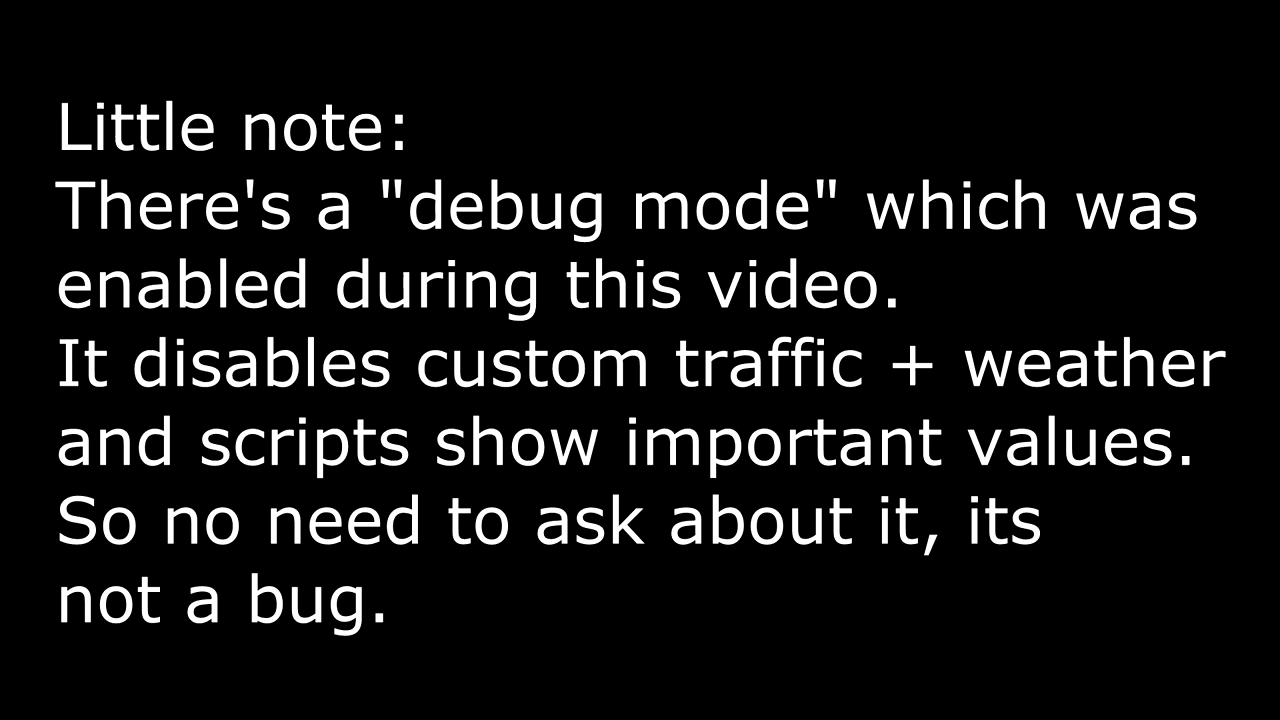 Little note:
There's a "debug mode" which was
enabled during this video.
It disables custom traffic + weather
and scripts show important values.
So no need to ask about it, its
not a bug.